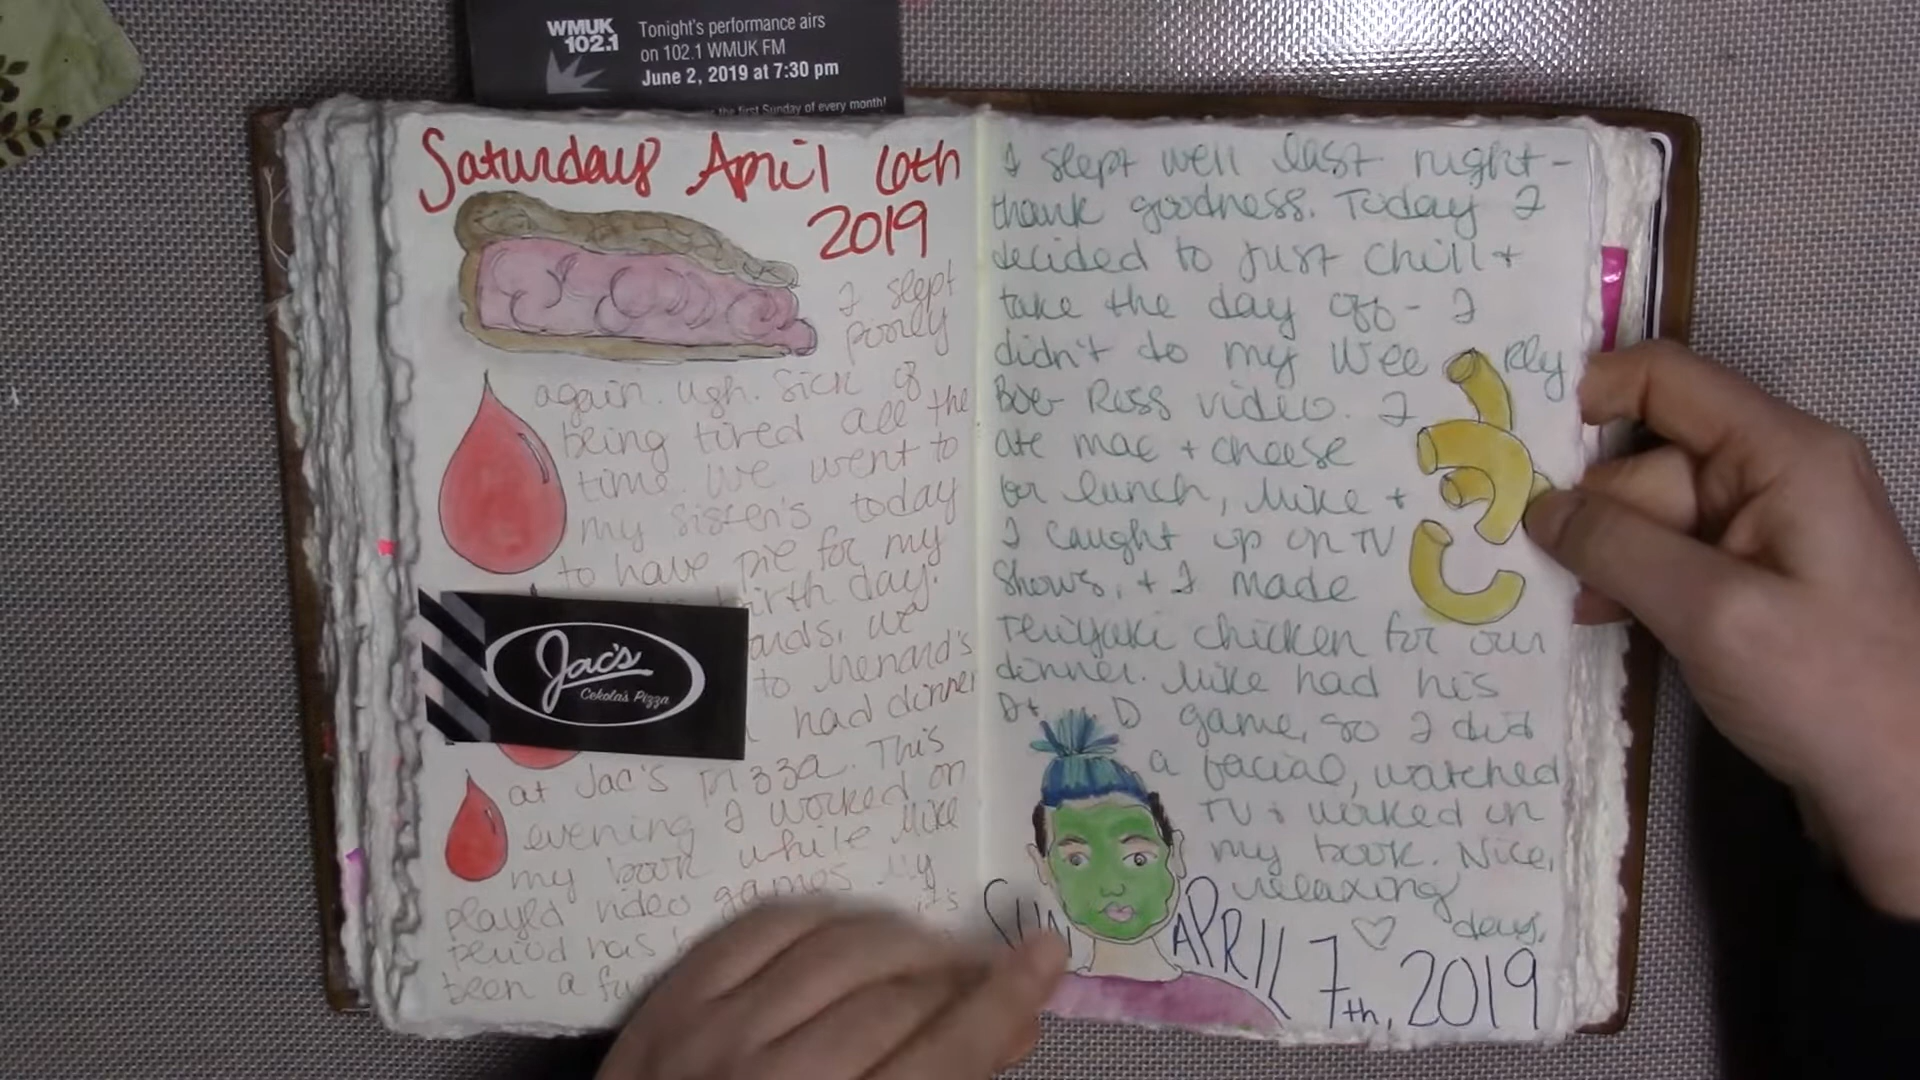 WMUK
102.1
Tonight's performance airs
on 102.1 WMUK FM
June 2, 2019 at 7:30 pm
the first Sunday of every month!
Saturday April 6th
2019
I slept
poorly
again. ugh. Sick of
being tired all the
time. We went to
my sister's today
to have pie for my
birthday.
we
to Menard's
had dinner
at Jac's Pizza. This
evening I worked on
my book while Mike
played video games. My
period has
been a
Jac's
Cekola's Pizza
I slept well last night -
thank goodness. Today I
decided to just chill +
take the day off - I
didn't do my weekly
Bob Ross video. I
ate mac + cheese
for lunch, Mike +
I caught up on TV
shows, + I made
teriyaki chicken for our
dinner. Mike had his
D+D game, so I did
a facial, watched
TV + worked on
my book. Nice,
relaxing
day.
SUN APRIL 7th, 2019